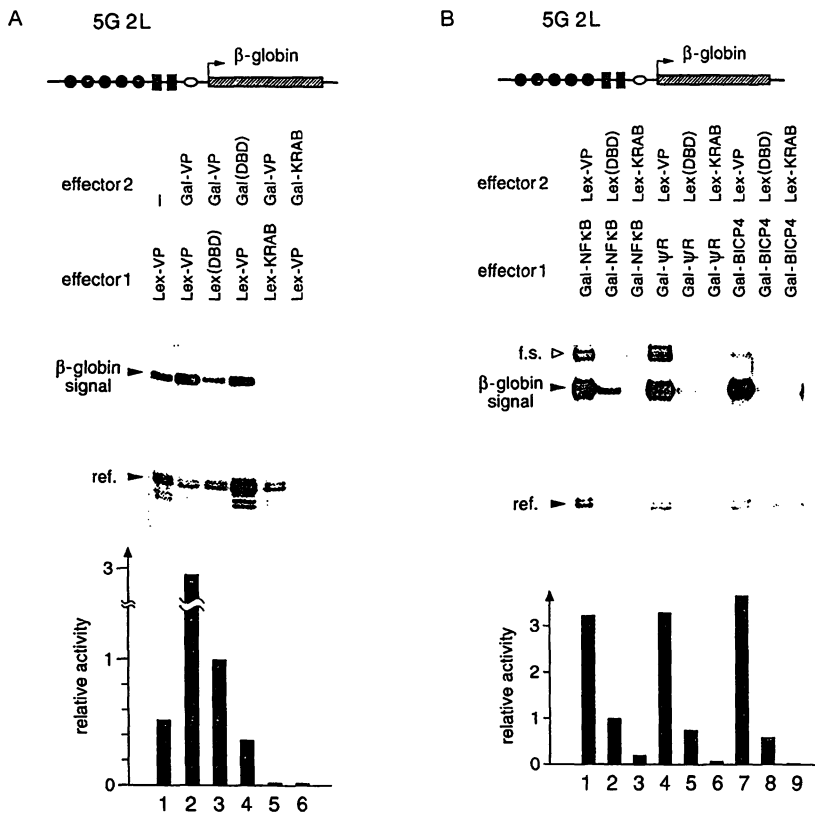 A
5G 2L
β-globin
effector 2
–
Gal-VP
Gal-VP
Gal(DBD)
Gal-VP
Gal-KRAB
effector1
Lex-VP
Lex-VP
Lex(DBD)
Lex-VP
Lex-KRAB
Lex-VP
β-globin
signal
ref.
relative activity
3
1
0
1 2 3 4 5 6
B
5G 2L
β-globin
effector 2
Lex-VP
Lex(DBD)
Lex-KRAB
Lex-VP
Lex(DBD)
Lex-KRAB
Lex-VP
Lex(DBD)
Lex-KRAB
effector1
Gal-NFκB
Gal-NFκB
Gal-NFκB
Gal-ΨR
Gal-ΨR
Gal-ΨR
Gal-BICP4
Gal-BICP4
Gal-BICP4
f.s.
β-globin
signal
ref.
relative activity
3
2
1
0
1 2 3 4 5 6 7 8 9